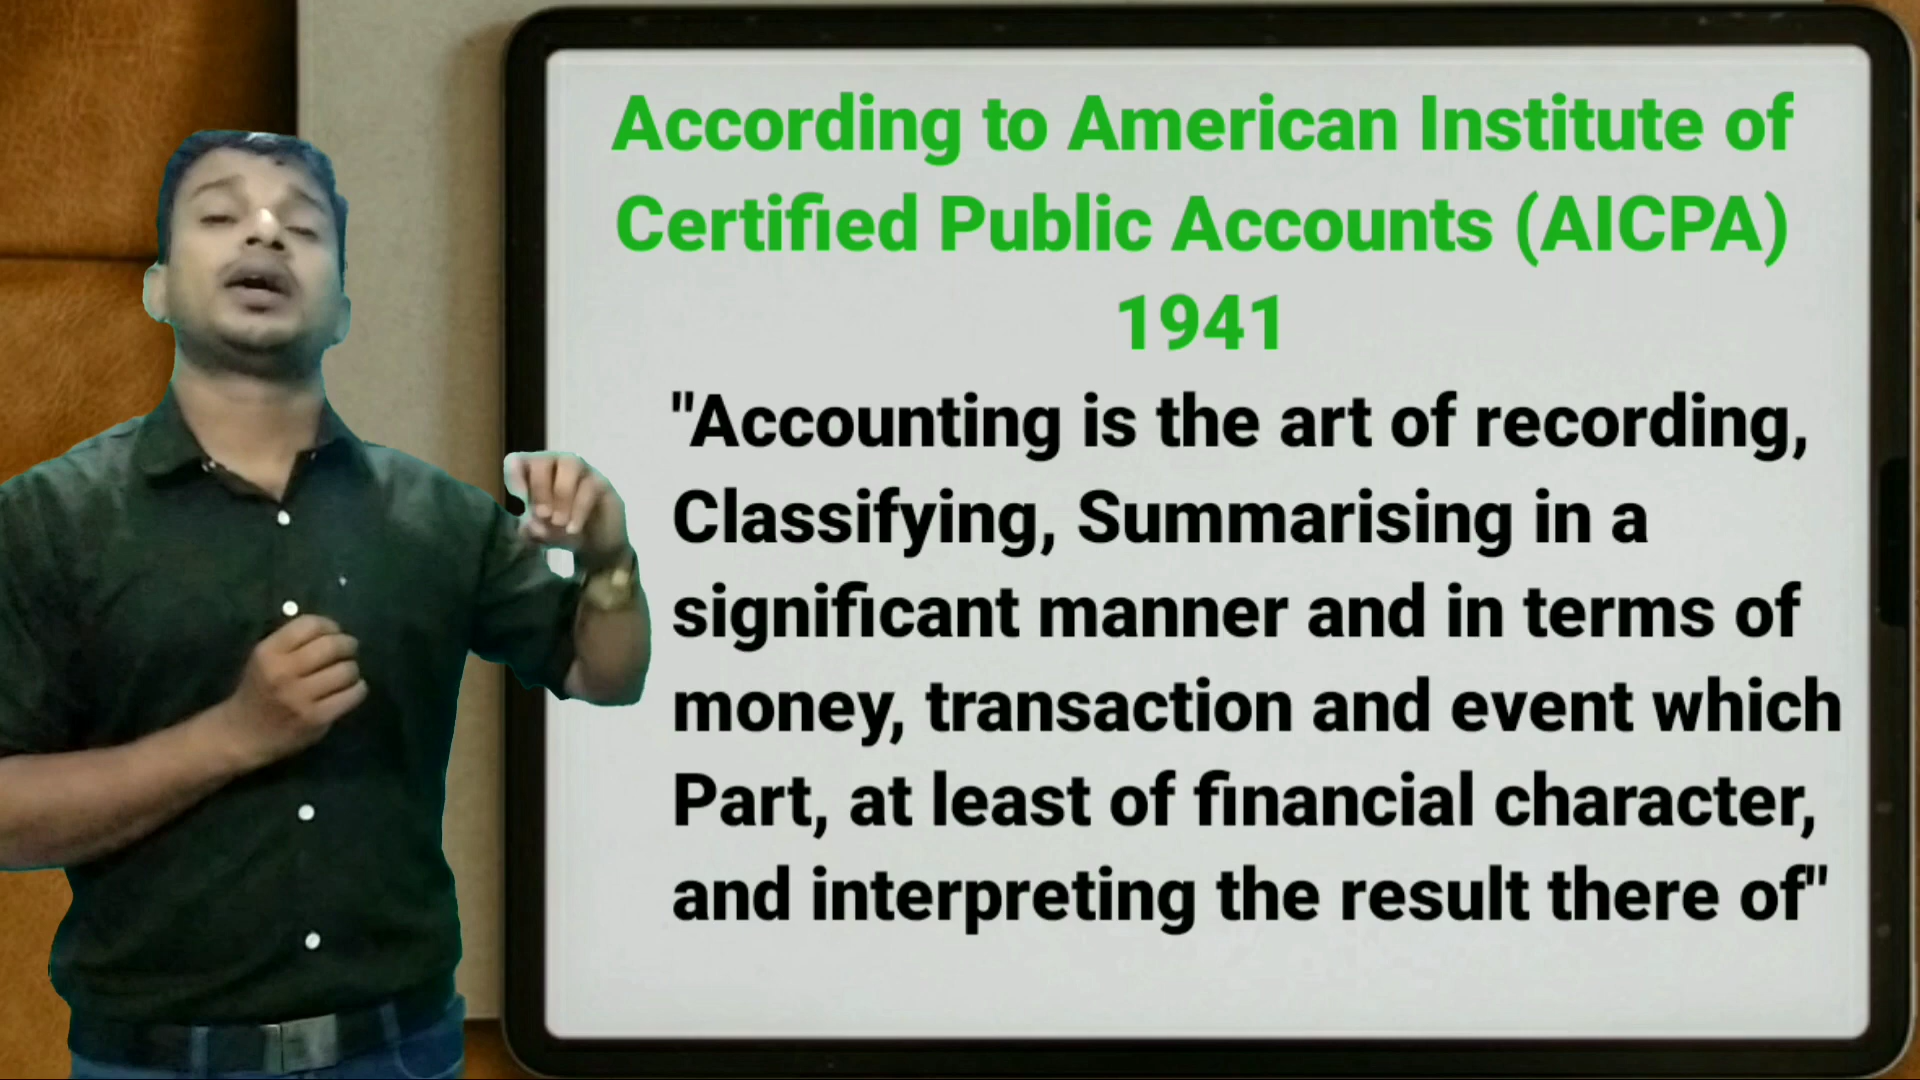 According to American Institute of
Certified Public Accounts (AICPA)
1941
"Accounting is the art of recording,
Classifying, Summarising in a
significant manner and in terms of
money, transaction and event which
Part, at least of financial character,
and interpreting the result there of"